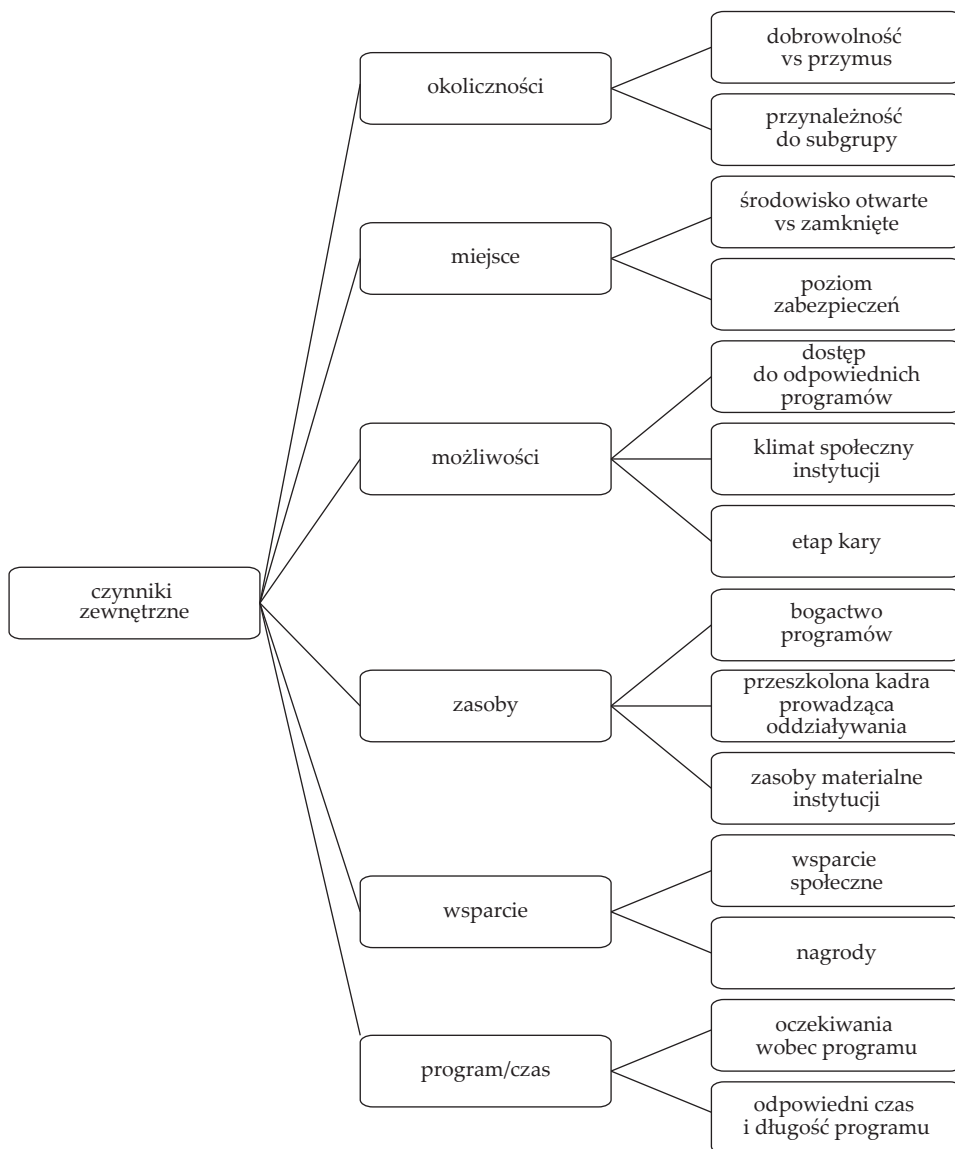 dobrowolność
vs przymus
okoliczności
przynależność
do subgrupy
środowisko otwarte
vs zamknięte
miejsce
poziom
zabezpieczeń
dostęp
do odpowiednich
programów
możliwości
klimat społeczny
instytucji
etap kary
czynniki
zewnętrzne
bogactwo
programów
zasoby
przeszkolona kadra
prowadząca
oddziaływania
zasoby materialne
instytucji
wsparcie
społeczne
wsparcie
nagrody
oczekiwania
wobec programu
program/czas
odpowiedni czas
i długość programu